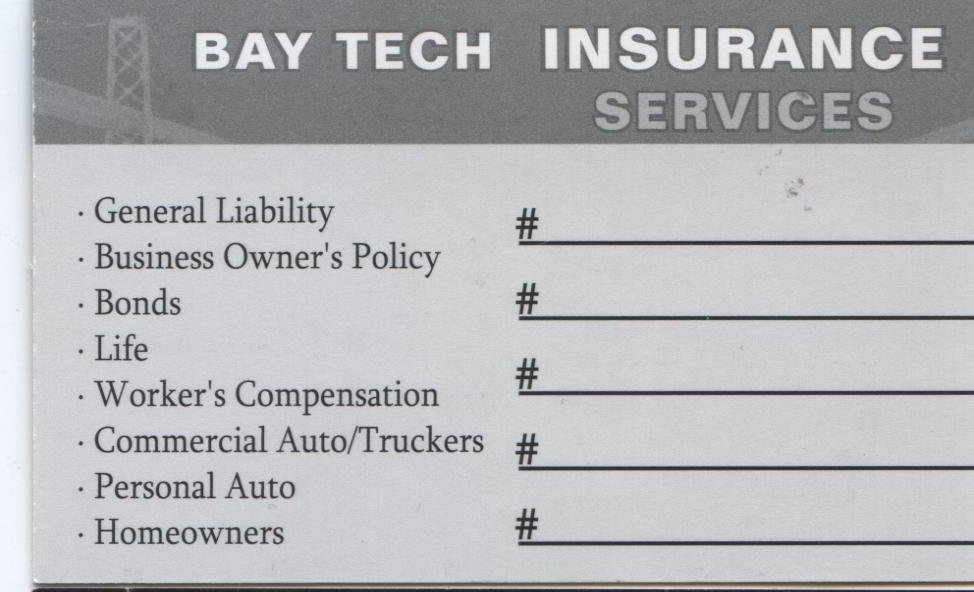 BAY TECH INSURANCE
SERVICES
· General Liability
· Business Owner's Policy
· Bonds
· Life
· Worker's Compensation
· Commercial Auto/Truckers
· Personal Auto
· Homeowners
#
#
#
#
#